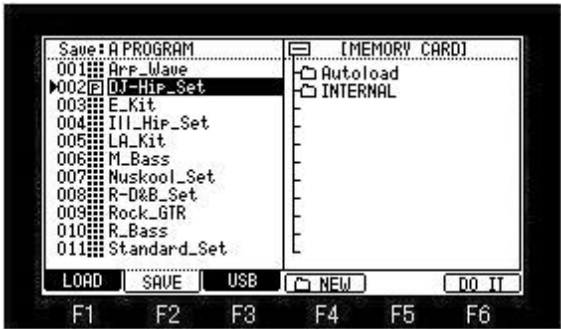 Save:A PROGRAM
001 Arp_Wave
002 P DJ-Hip_Set
003 E_Kit
004 Ill_Hip_Set
005 LA_Kit
006 M_Bass
007 Nuskool_Set
008 R-D&B_Set
009 Rock_GTR
010 R_Bass
011 Standard_Set
[MEMORY CARD]
Autoload
INTERNAL
LOAD SAVE USB NEW DO IT
F1 F2 F3 F4 F5 F6